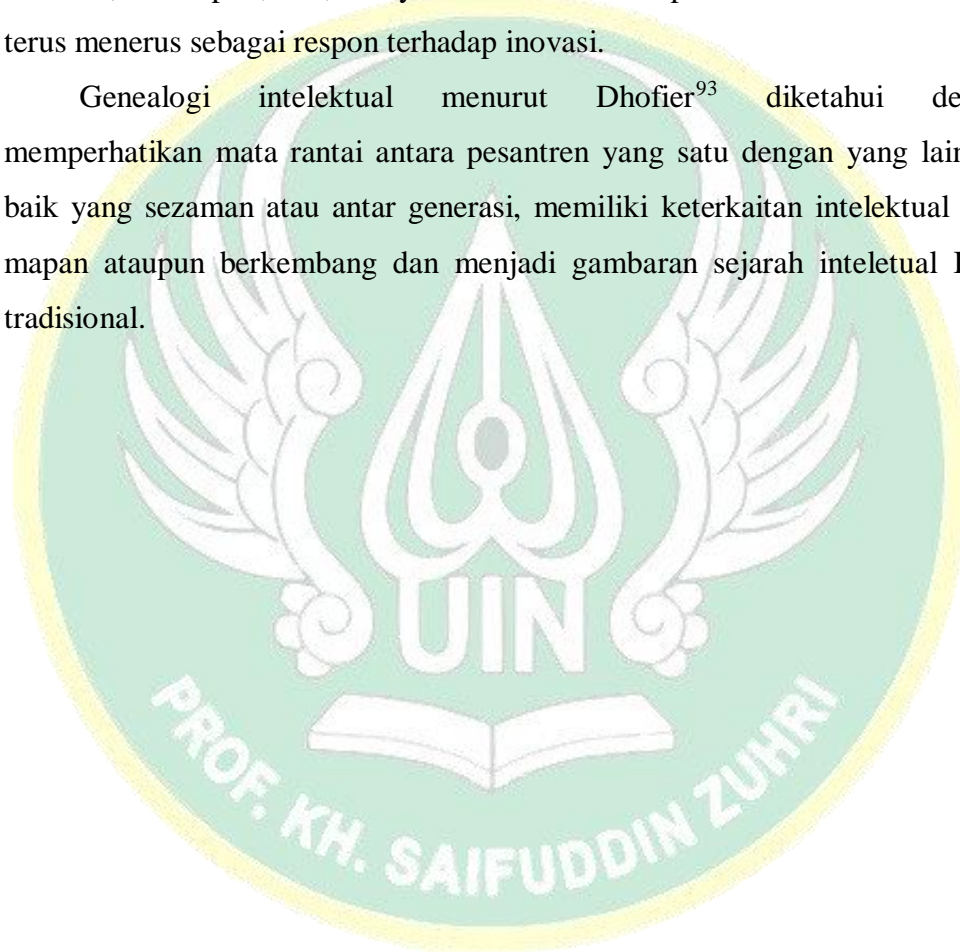 terus menerus sebagai respon terhadap inovasi.
Genealogi intelektual menurut Dhofier93 diketahui de
memperhatikan mata rantai antara pesantren yang satu dengan yang lain
baik yang sezaman atau antar generasi, memiliki keterkaitan intelektual
mapan ataupun berkembang dan menjadi gambaran sejarah inteletual
tradisional.
UIN
PROF. KH. SAIFUDDIN ZUHRI